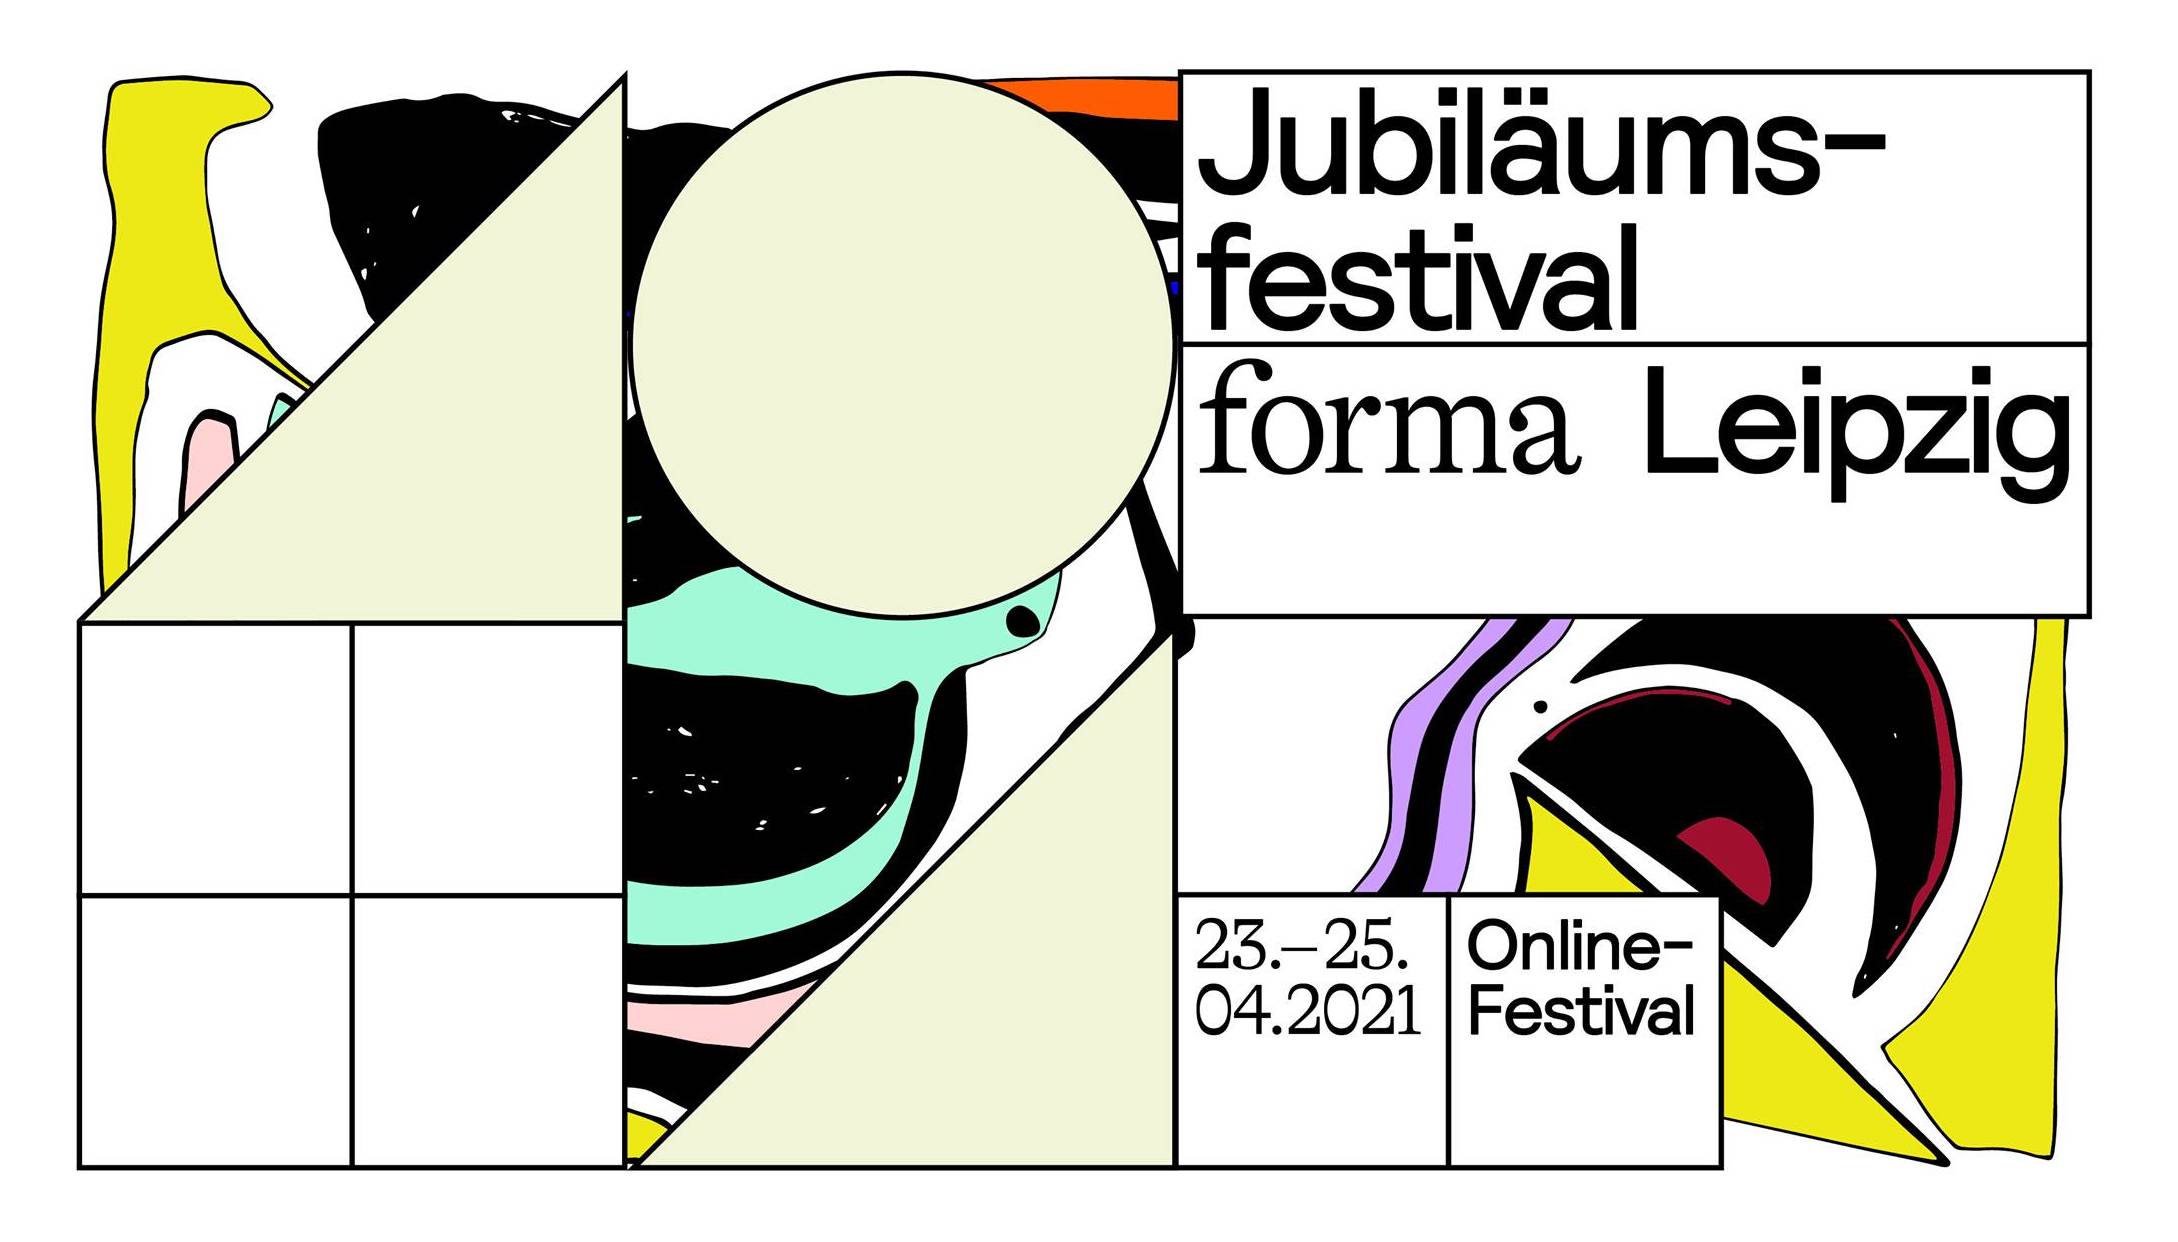 Jubiläums-
festival
forma Leipzig
23.–25.
04.2021
Online-
Festival